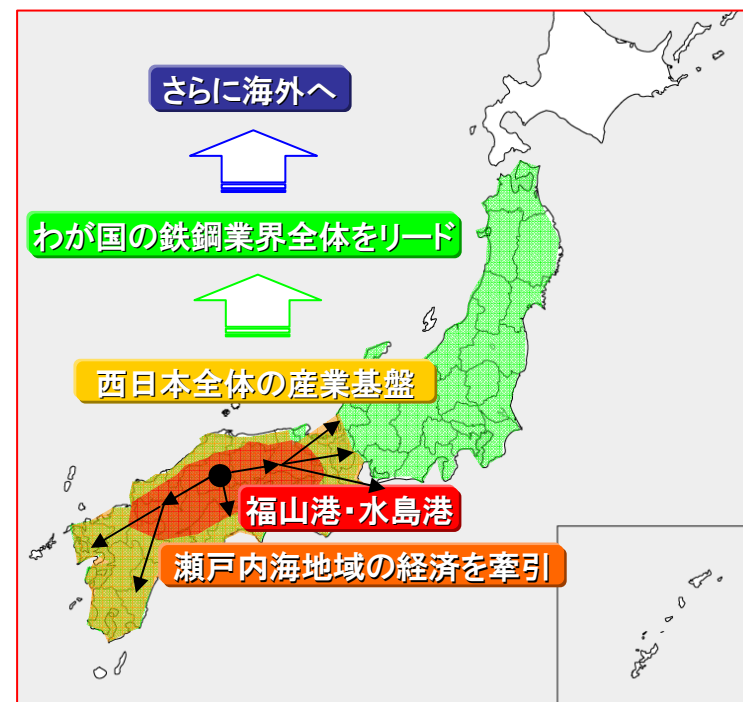 さらに海外へ
わが国の鉄鋼業界全体をリード
西日本全体の産業基盤
福山港・水島港
瀬戸内海地域の経済を牽引